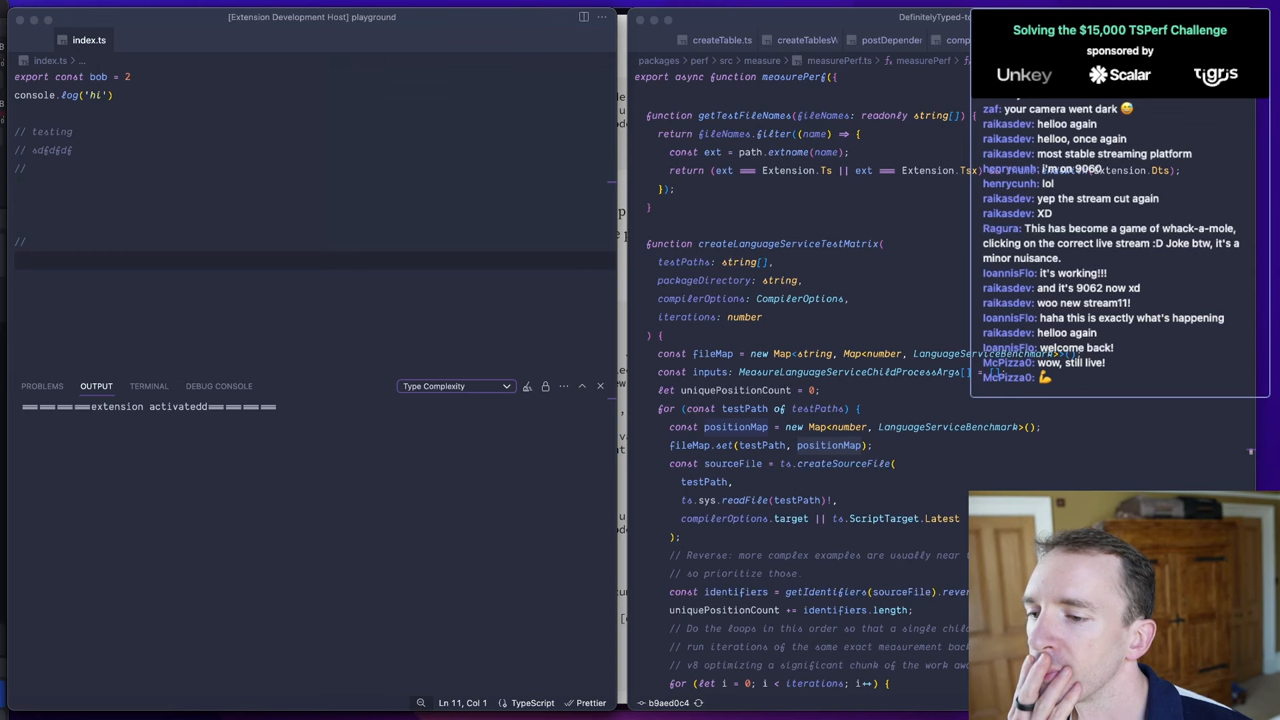 [Extension Development Host] playground
index.ts
index.ts > ...
export const bob = 2
console.log('hi')
// testing
// sdfdfdf
//
//
PROBLEMS
OUTPUT
TERMINAL
DEBUG CONSOLE
Type Complexity
=====extension activatedd=====
Ln 11, Col 1
TypeScript
Prettier
DefinitelyTyped-to
createTable.ts
createTablesW
postDepender
comp
packages > perf > src > measure > measurePerf.ts > measurePerf
export async function measurePerf({
function getTestFileNames(fileNames: readonly string[]) {
return fileNames.filter((name) => {
const ext = path.extname(name);
return (ext === Extension.Ts || ext === Extension.Tsx) 
Extension.Dts);
});
}
function createLanguageServiceTestMatrix(
testPaths: string[],
packageDirectory: string,
compilerOptions: CompilerOptions,
iterations: number
) {
const fileMap = new Map<string, Map<number, LanguageServiceBenchmark>>();
const inputs: MeasureLanguageServiceChildProcessArgs[] = [];
let uniquePositionCount = 0;
for (const testPath of testPaths) {
const positionMap = new Map<number, LanguageServiceBenchmark>();
fileMap.set(testPath, positionMap);
const sourceFile = ts.createSourceFile(
testPath,
ts.sys.readFile(testPath)!,
compilerOptions.target || ts.ScriptTarget.Latest
);
// Reverse: more complex examples are usually near t
// so prioritize those.
const identifiers = getIdentifiers(sourceFile).rever
uniquePositionCount += identifiers.length;
// Do the loops in this order so that a single chil
// run iterations of the same exact measurement bac
// v8 optimizing a significant chunk of the work aw
for (let i = 0; i < iterations; i++) {
b9aed0c4
Solving the $15,000 TSPerf Challenge
sponsored by
Unkey
Scalar
tigris
zaf: your camera went dark 😅
raikasdev: helloo again
raikasdev: helloo, once again
raikasdev: most stable streaming platform
henrycunh: i'm on 9060
henrycunh: lol
raikasdev: yep the stream cut again
raikasdev: XD
Ragura: This has become a game of whack-a-mole,
clicking on the correct live stream :D Joke btw, it's a
minor nuisance.
IoannisFlo: it's working!!!
raikasdev: and it's 9062 now xd
raikasdev: woo new stream11!
IoannisFlo: haha this is exactly what's happening
raikasdev: helloo again
IoannisFlo: welcome back!
McPizza0: wow, still live!
McPizza0: 💪